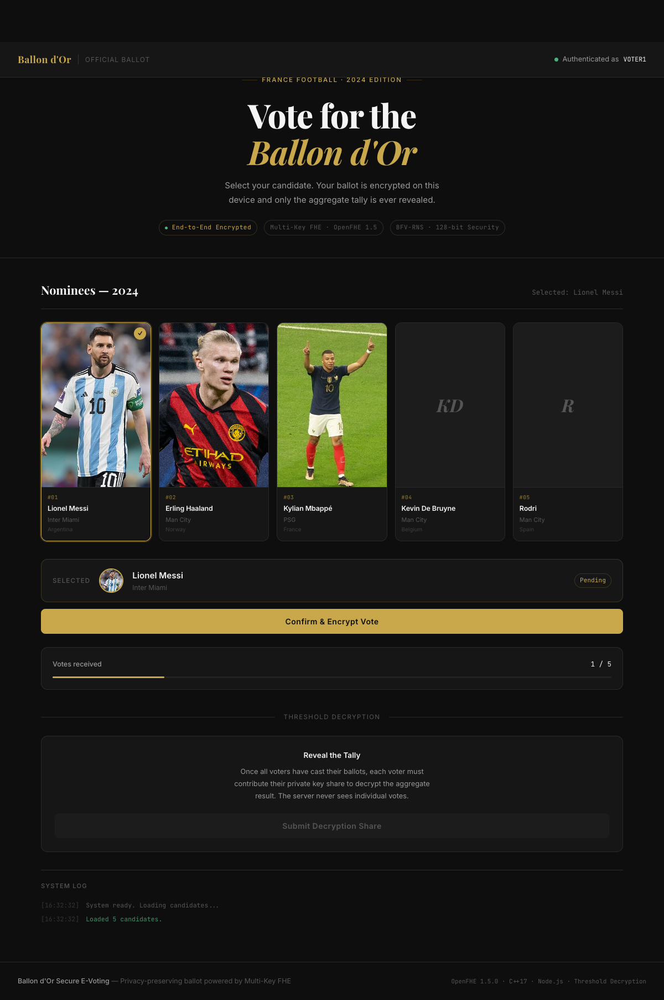 Ballon d'Or
OFFICIAL BALLOT
Authenticated as VOTER1
FRANCE FOOTBALL · 2024 EDITION
Vote for the
Ballon d'Or
Select your candidate. Your ballot is encrypted on this
device and only the aggregate tally is ever revealed.
End-to-End Encrypted
Multi-Key FHE · OpenFHE 1.5
BFV-RNS · 128-bit Security
Nominees — 2024
Selected: Lionel Messi
10
10
ETIHAD
AIRWAYS
10
10
KD
R
#01
Lionel Messi
Inter Miami
Argentina
#02
Erling Haaland
Man City
Norway
#03
Kylian Mbappé
PSG
France
#04
Kevin De Bruyne
Man City
Belgium
#05
Rodri
Man City
Spain
SELECTED
Lionel Messi
Inter Miami
Pending
Confirm & Encrypt Vote
Votes received
1 / 5
THRESHOLD DECRYPTION
Reveal the Tally
Once all voters have cast their ballots, each voter must
contribute their private key share to decrypt the aggregate
result. The server never sees individual votes.
Submit Decryption Share
SYSTEM LOG
[16:32:32] System ready. Loading candidates...
[16:32:32] Loaded 5 candidates.
Ballon d'Or Secure E-Voting — Privacy-preserving ballot powered by Multi-Key FHE
OpenFHE 1.5.0 · C++17 · Node.js · Threshold Decryption